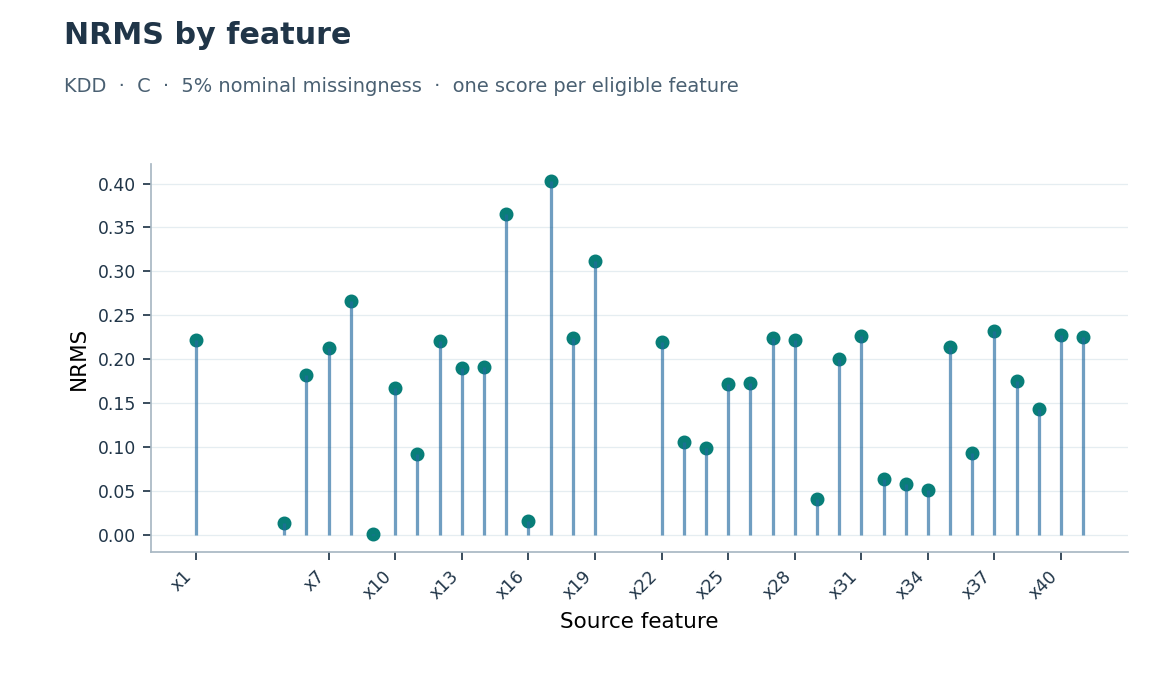 NRMS by feature
KDD · C · 5% nominal missingness · one score per eligible feature
0.40
0.35
0.30
0.25
0.20
0.15
0.10
0.05
0.00
NRMS
x1 x7 x10 x13 x16 x19 x22 x25 x28 x31 x34 x37 x40
Source feature